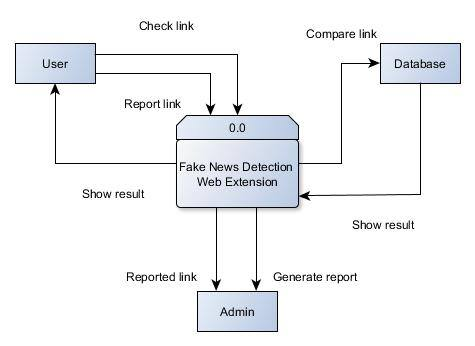 Check link
Compare link
User
Database
Report link
0.0
Fake News Detection
Web Extension
Show result
Show result
Reported link
Generate report
Admin